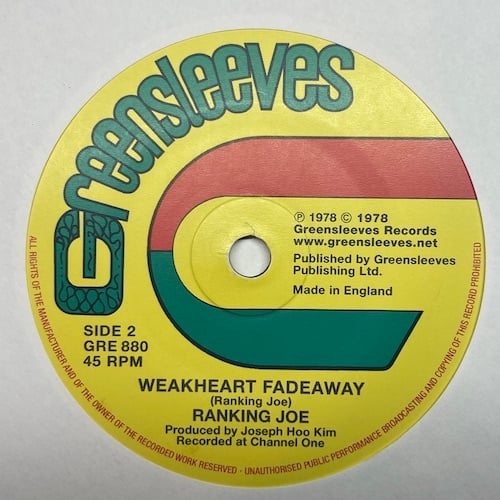 Greensleeves
℗ 1978 © 1978
Greensleeves Records
www.greensleeves.net
Published by Greensleeves
Publishing Ltd.
Made in England
SIDE 2
GRE 880
45 RPM
WEAKHEART FADEAWAY
(Ranking Joe)
RANKING JOE
Produced by Joseph Hoo Kim
Recorded at Channel One
ALL RIGHTS OF THE MANUFACTURER AND OF THE OWNER OF THE RECORDED WORK RESERVED - UNAUTHORISED PUBLIC PERFORMANCE BROADCASTING AND COPYING OF THIS RECORD PROHIBITED